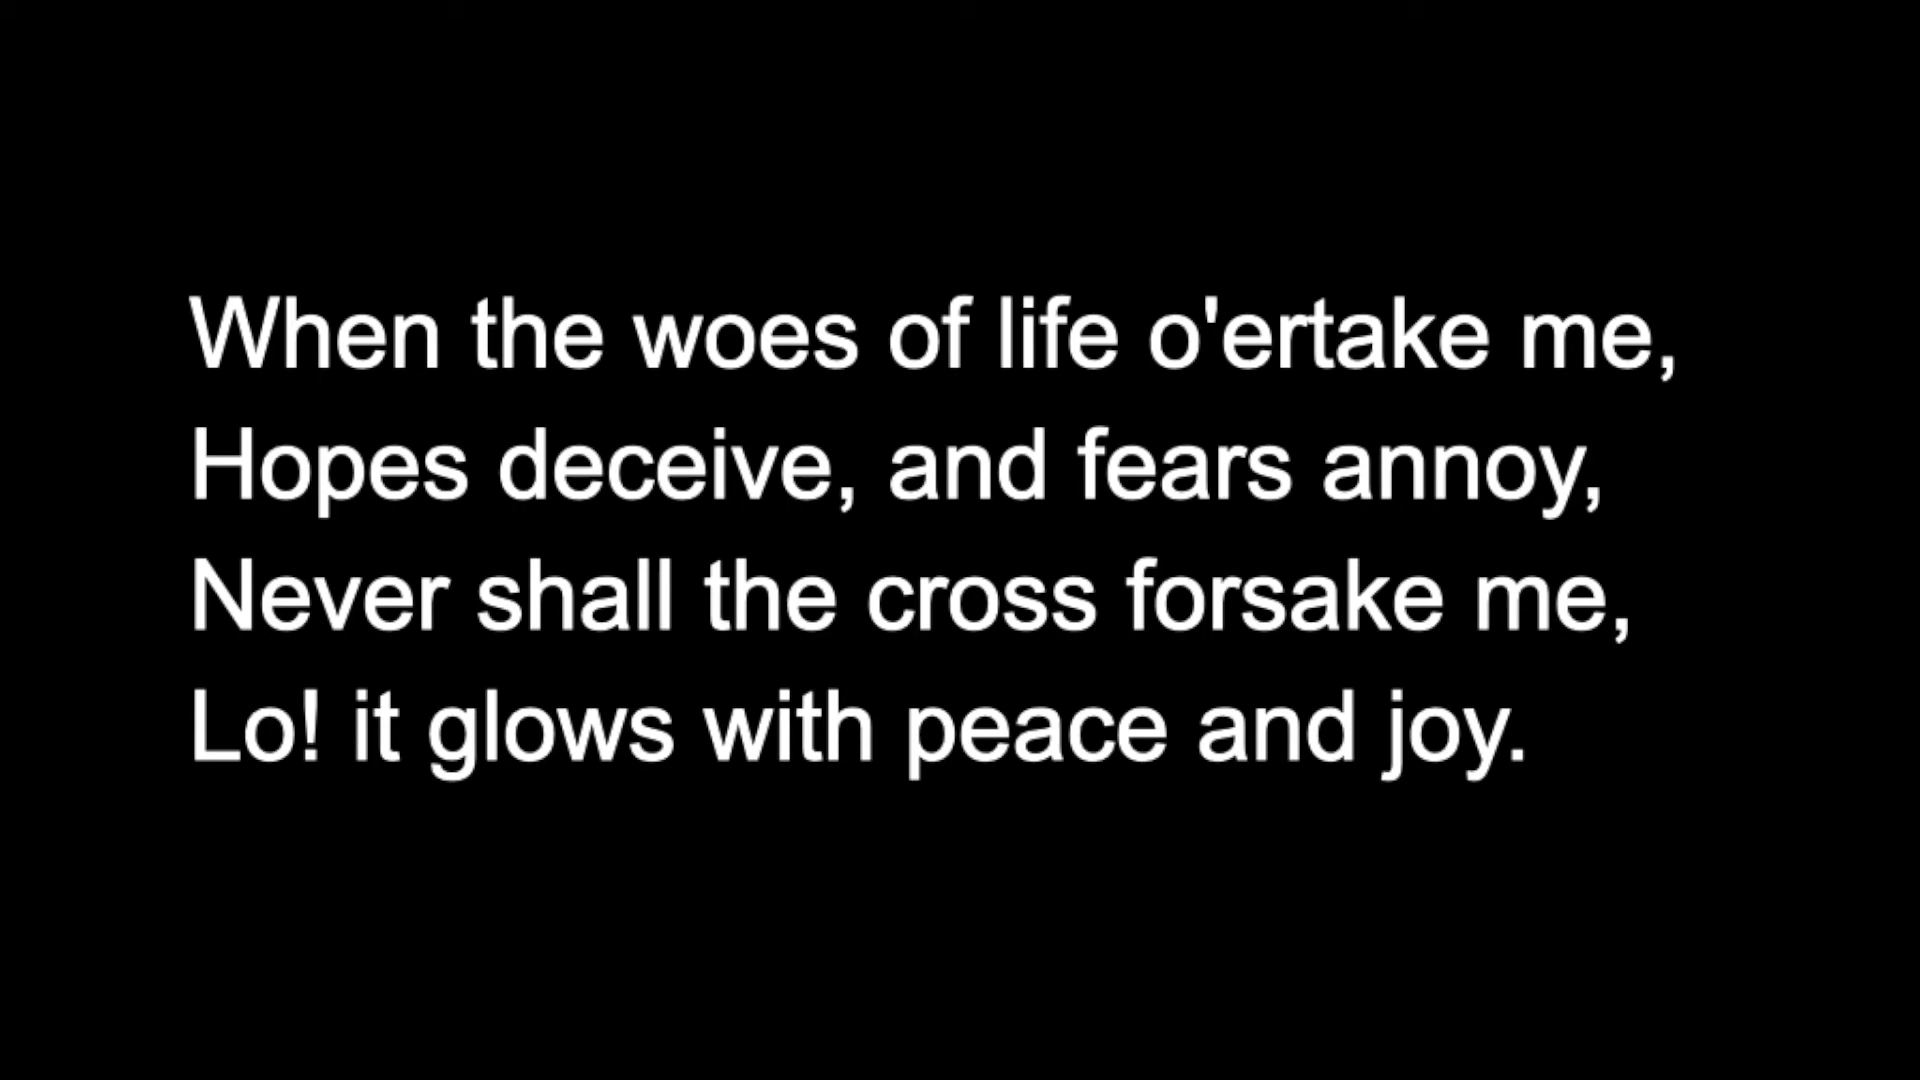 When the woes of life o'ertake me,
Hopes deceive, and fears annoy,
Never shall the cross forsake me,
Lo! it glows with peace and joy.